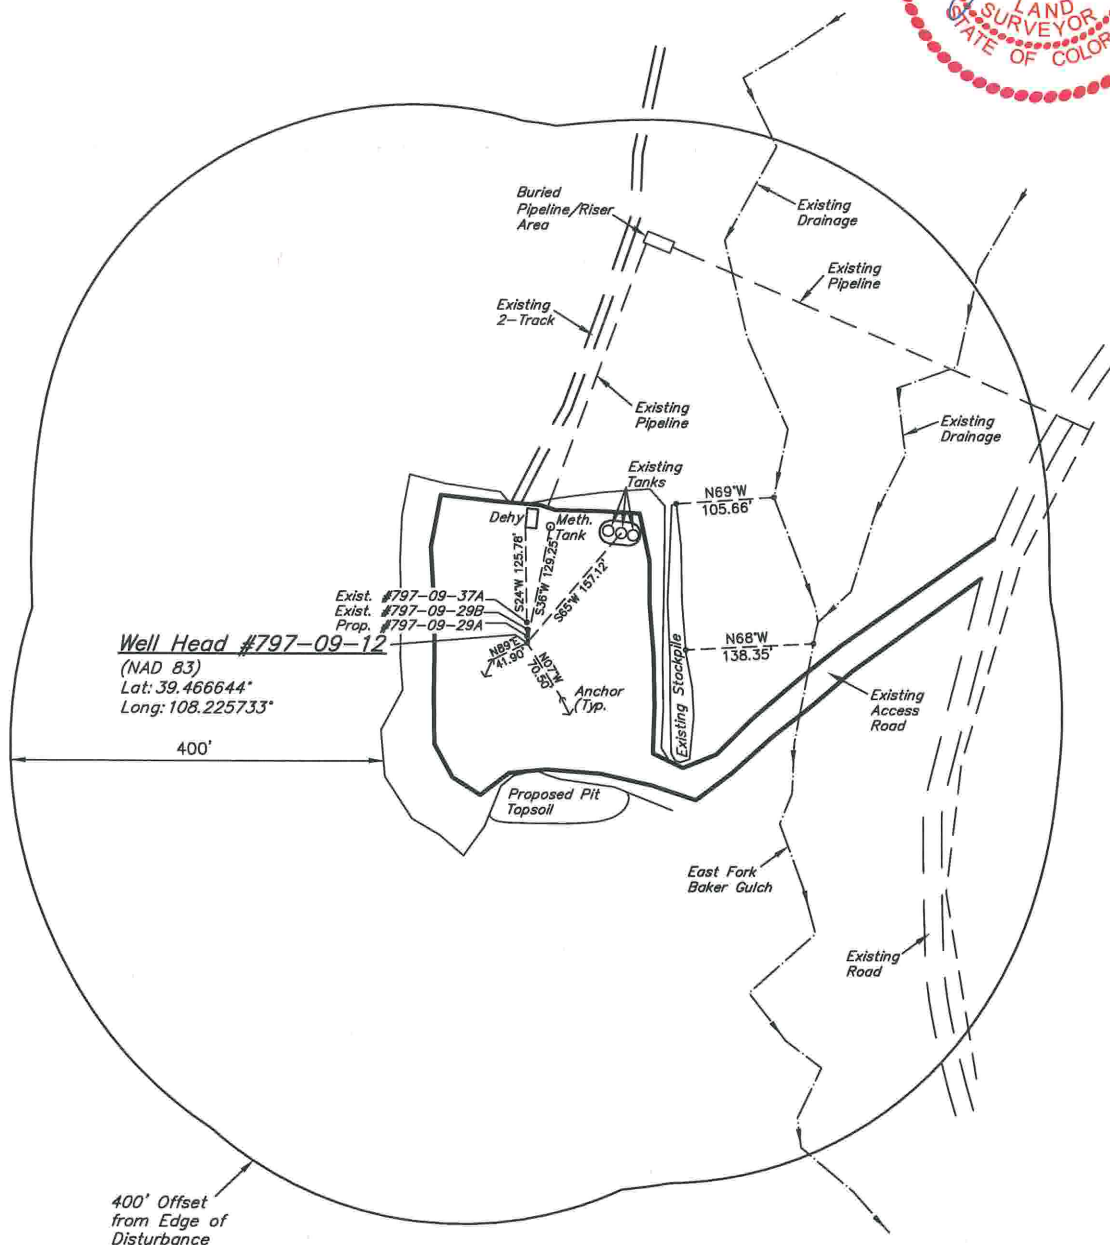 LAND
SURVEYOR
STATE OF COLOR
Buried
Pipeline/Riser
Area
Existing
Drainage
Existing
Pipeline
Existing
2-Track
Existing
Pipeline
Existing
Drainage
Existing
Tanks
N69°W
105.66'
Dehy
Meth.
Tank
S24°W 125.78'
S36°W 129.25'
S65°W 157.12'
Exist. #797-09-37A
Exist. #797-09-29B
Prop. #797-09-29A
Well Head #797-09-12
(NAD 83)
Lat: 39.466644°
Long: 108.225733°
N89°E
41.90'
N07°W
70.50'
Anchor
(Typ.
N68°W
138.35'
Existing Stockpile
Existing
Access
Road
400'
Proposed Pit
Topsoil
East Fork
Baker Gulch
Existing
Road
400' Offset
from Edge of
Disturbance